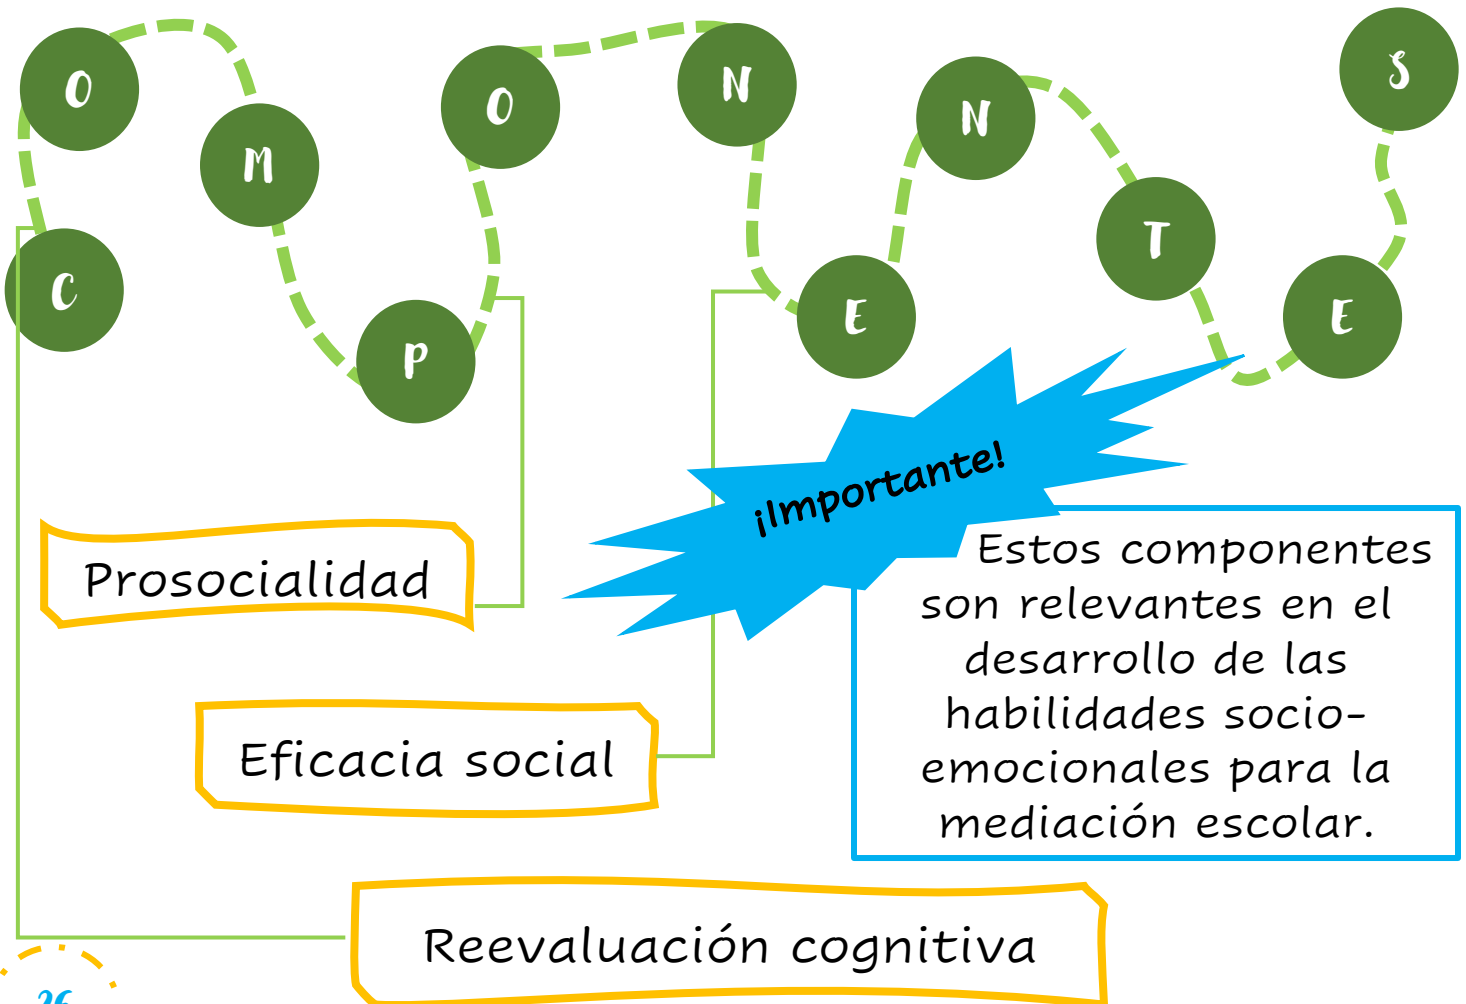 COMPONENTES
¡Importante!
Prosocialidad
Estos componentes
son relevantes en el
desarrollo de las
habilidades socio-
emocionales para la
mediación escolar.
Eficacia social
Reevaluación cognitiva
26